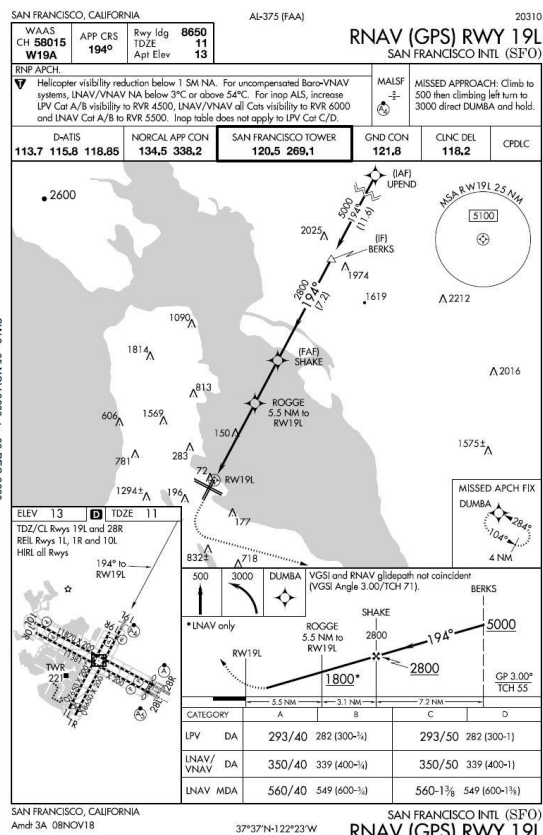 SAN FRANCISCO, CALIFORNIA AL-375 (FAA) 20310
WAAS
CH 58015
W19A
APP CRS
194°
Rwy ldg 8650
TDZE 11
Apt Elev 13
RNAV (GPS) RWY 19L
SAN FRANCISCO INTL (SFO)
RNP APCH.
T
Helicopter visibility reduction below 1 SM NA. For uncompensated Baro-VNAV
systems, LNAV/VNAV NA below 3°C or above 54°C. For inop ALS, increase
LPV Cat A/B visibility to RVR 4500, LNAV/VNAV all Cats visibility to RVR 6000
and LNAV Cat A/B to RVR 5500. Inop table does not apply to LPV Cat C/D.
MALSF
MISSED APPROACH: Climb to
500 then climbing left turn to
3000 direct DUMBA and hold.
D-ATIS
113.7 115.8 118.85
NORCAL APP CON
134.5 338.2
SAN FRANCISCO TOWER
120.5 269.1
GND CON
121.8
CLNC DEL
118.2
CPDLC
(IAF)
UPEND
MSA RW19L 25 NM
5100
2600
5000
194°
(11.6)
2025
(IF)
BERKS
1974
2800
194°
(7.2)
1619
2212
1090
1814
(FAF)
SHAKE
2016
813
ROGGE
5.5 NM to
RW19L
606
1569
150
1575±
781
283
72
RW19L
1294±
196
177
MISSED APCH FIX
DUMBA
284°
104°
4 NM
832±
718
ELEV 13 D TDZE 11
TDZ/CL Rwys 19L and 28R
REIL Rwys 1L, 1R and 10L
HIRL all Rwys
194° to
RW19L
TWR
221
11870 X 200
19L
19R
10L
10R
28R
28L
1R
1L
500
3000
DUMBA
VGSI and RNAV glidepath not coincident
(VGSI Angle 3.00/TCH 71).
BERKS
*LNAV only
SHAKE
ROGGE
5.5 NM to
RW19L
RW19L
2800
194°
5000
2800
1800*
GP 3.00°
TCH 55
5.5 NM 3.1 NM 7.2 NM
CATEGORY A B C D
LPV DA 293/40 282 (300-¾) 293/50 282 (300-1)
LNAV/
VNAV DA 350/40 339 (400-¾) 350/50 339 (400-1)
LNAV MDA 560/40 549 (600-¾) 560-1⅜ 549 (600-1⅜)
SAN FRANCISCO, CALIFORNIA
Amdt 3A 08NOV18
37°37'N-122°23'W
SAN FRANCISCO INTL (SFO)
RNAV (GPS) RWY 19L